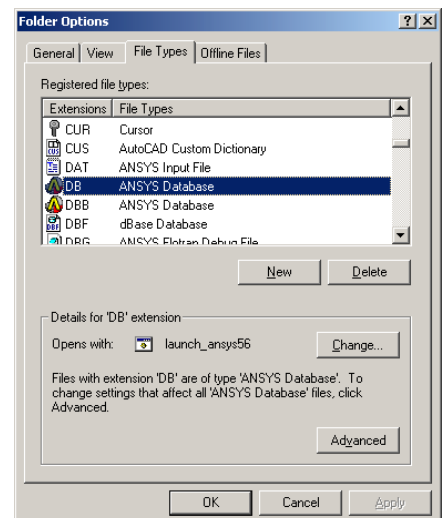 Folder Options
General View File Types Offline Files
Registered file types:
Extensions File Types
CUR Cursor
CUS AutoCAD Custom Dictionary
DAT ANSYS Input File
DB ANSYS Database
DBB ANSYS Database
DBF dBase Database
DBG ANSYS Flotran Debug File
New Delete
Details for 'DB' extension
Opens with: launch_ansys56 Change...
Files with extension 'DB' are of type 'ANSYS Database'. To
change settings that affect all 'ANSYS Database' files, click
Advanced.
Advanced
OK Cancel Apply